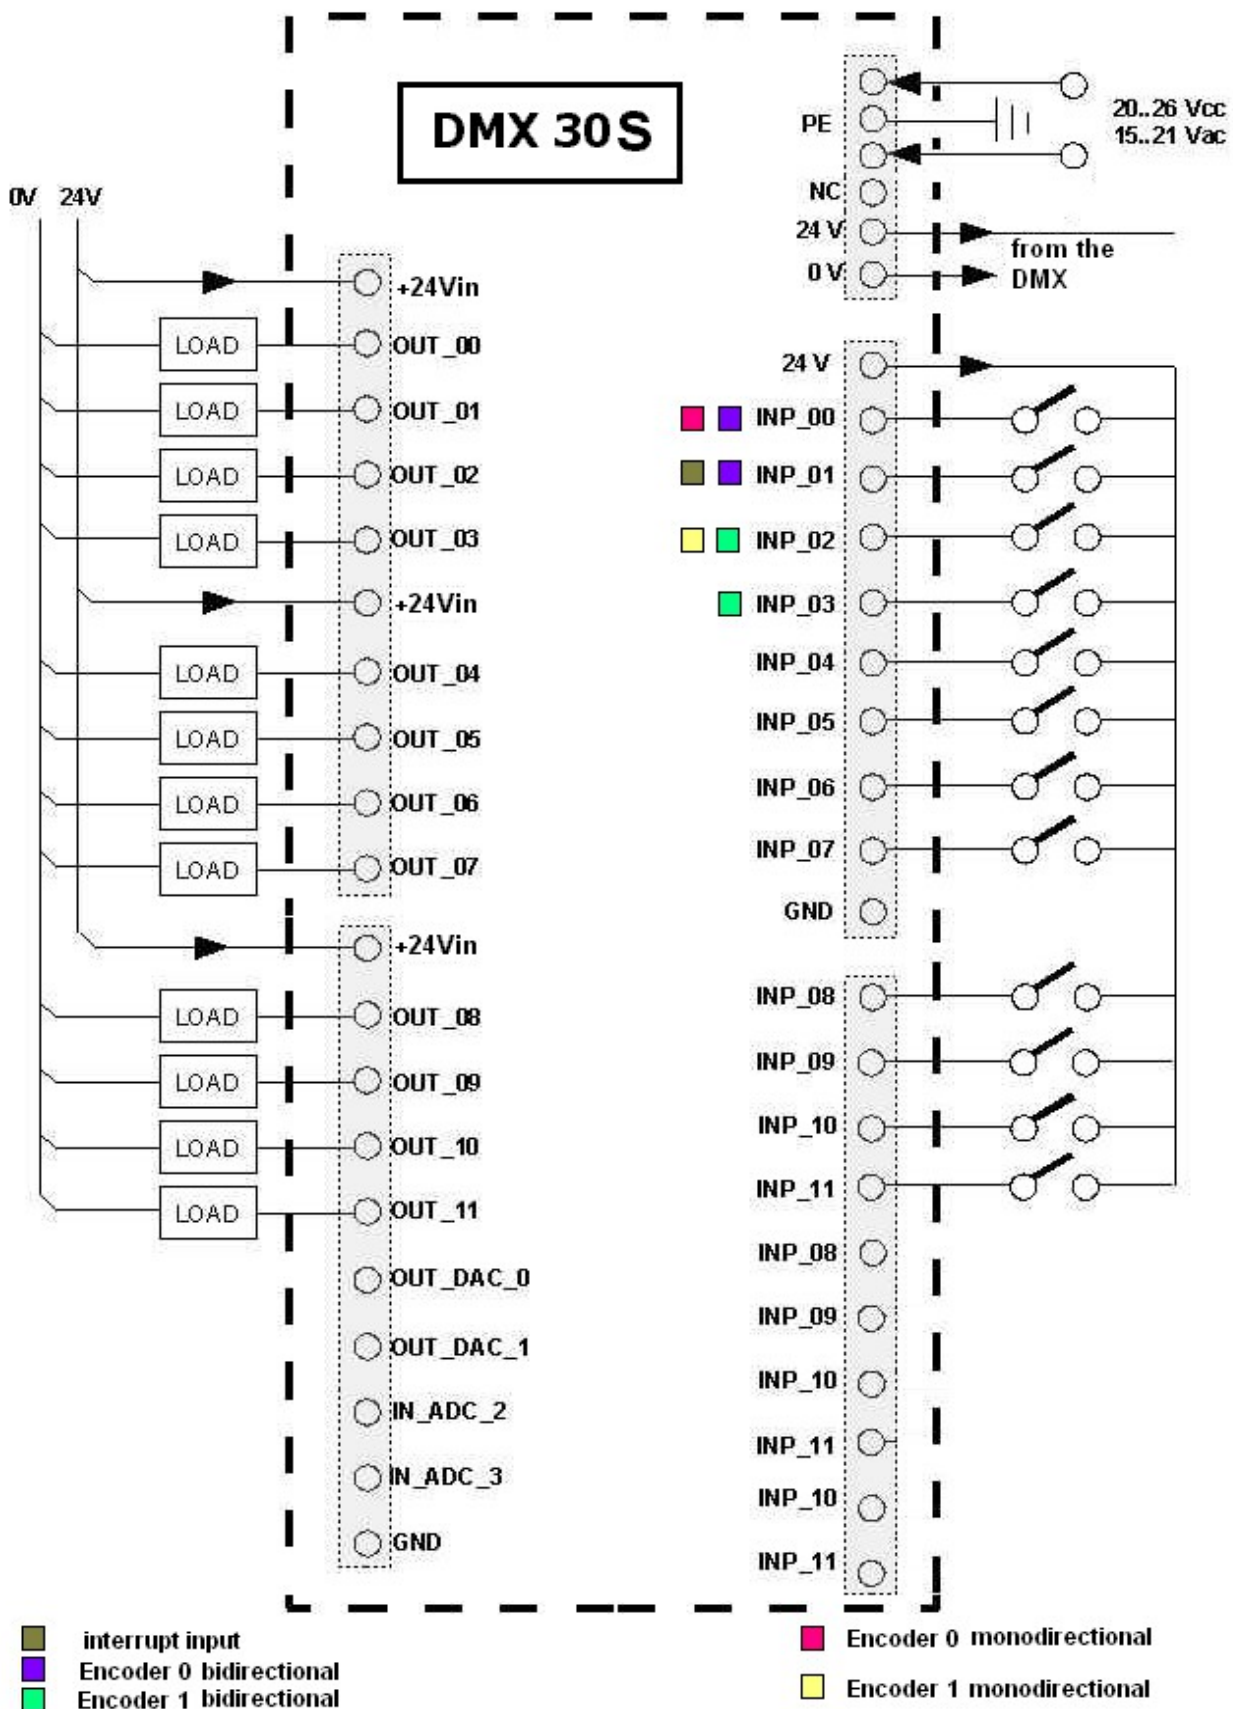 DMX 30S
PE
20..26 Vcc
15..21 Vac
NC
24 V
0 V
from the
DMX
0V 24V
+24Vin
LOAD OUT_00
LOAD OUT_01
LOAD OUT_02
LOAD OUT_03
+24Vin
LOAD OUT_04
LOAD OUT_05
LOAD OUT_06
LOAD OUT_07
+24Vin
LOAD OUT_08
LOAD OUT_09
LOAD OUT_10
LOAD OUT_11
OUT_DAC_0
OUT_DAC_1
IN_ADC_2
IN_ADC_3
GND
24 V
INP_00
INP_01
INP_02
INP_03
INP_04
INP_05
INP_06
INP_07
GND
INP_08
INP_09
INP_10
INP_11
INP_08
INP_09
INP_10
INP_11
INP_10
INP_11
interrupt input
Encoder 0 bidirectional
Encoder 1 bidirectional
Encoder 0 monodirectional
Encoder 1 monodirectional